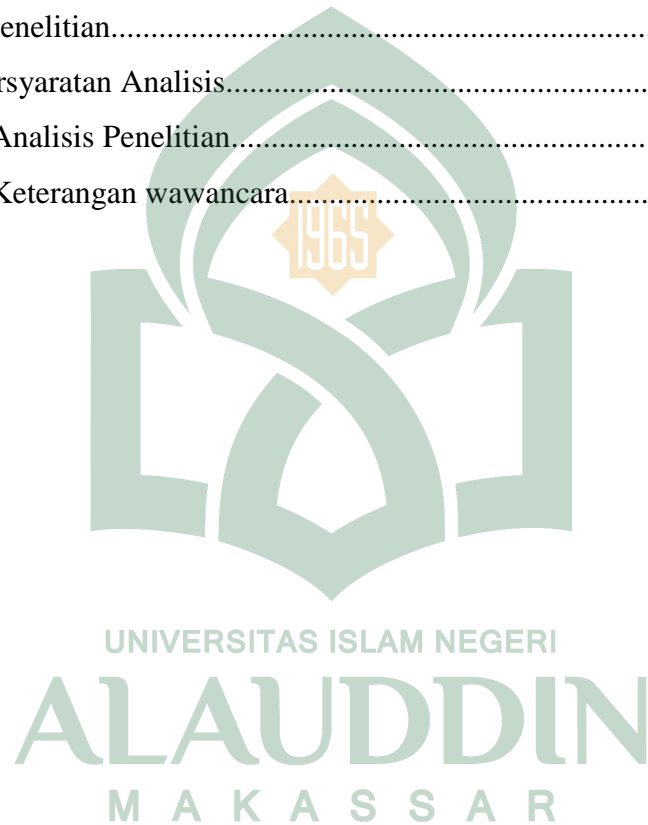 enelitian................................................................
rsyaratan Analisis................................................................
Analisis Penelitian................................................................
Keterangan wawancara................................................................
1965
UNIVERSITAS ISLAM NEGERI
ALAUDDIN
M A K A S S A R